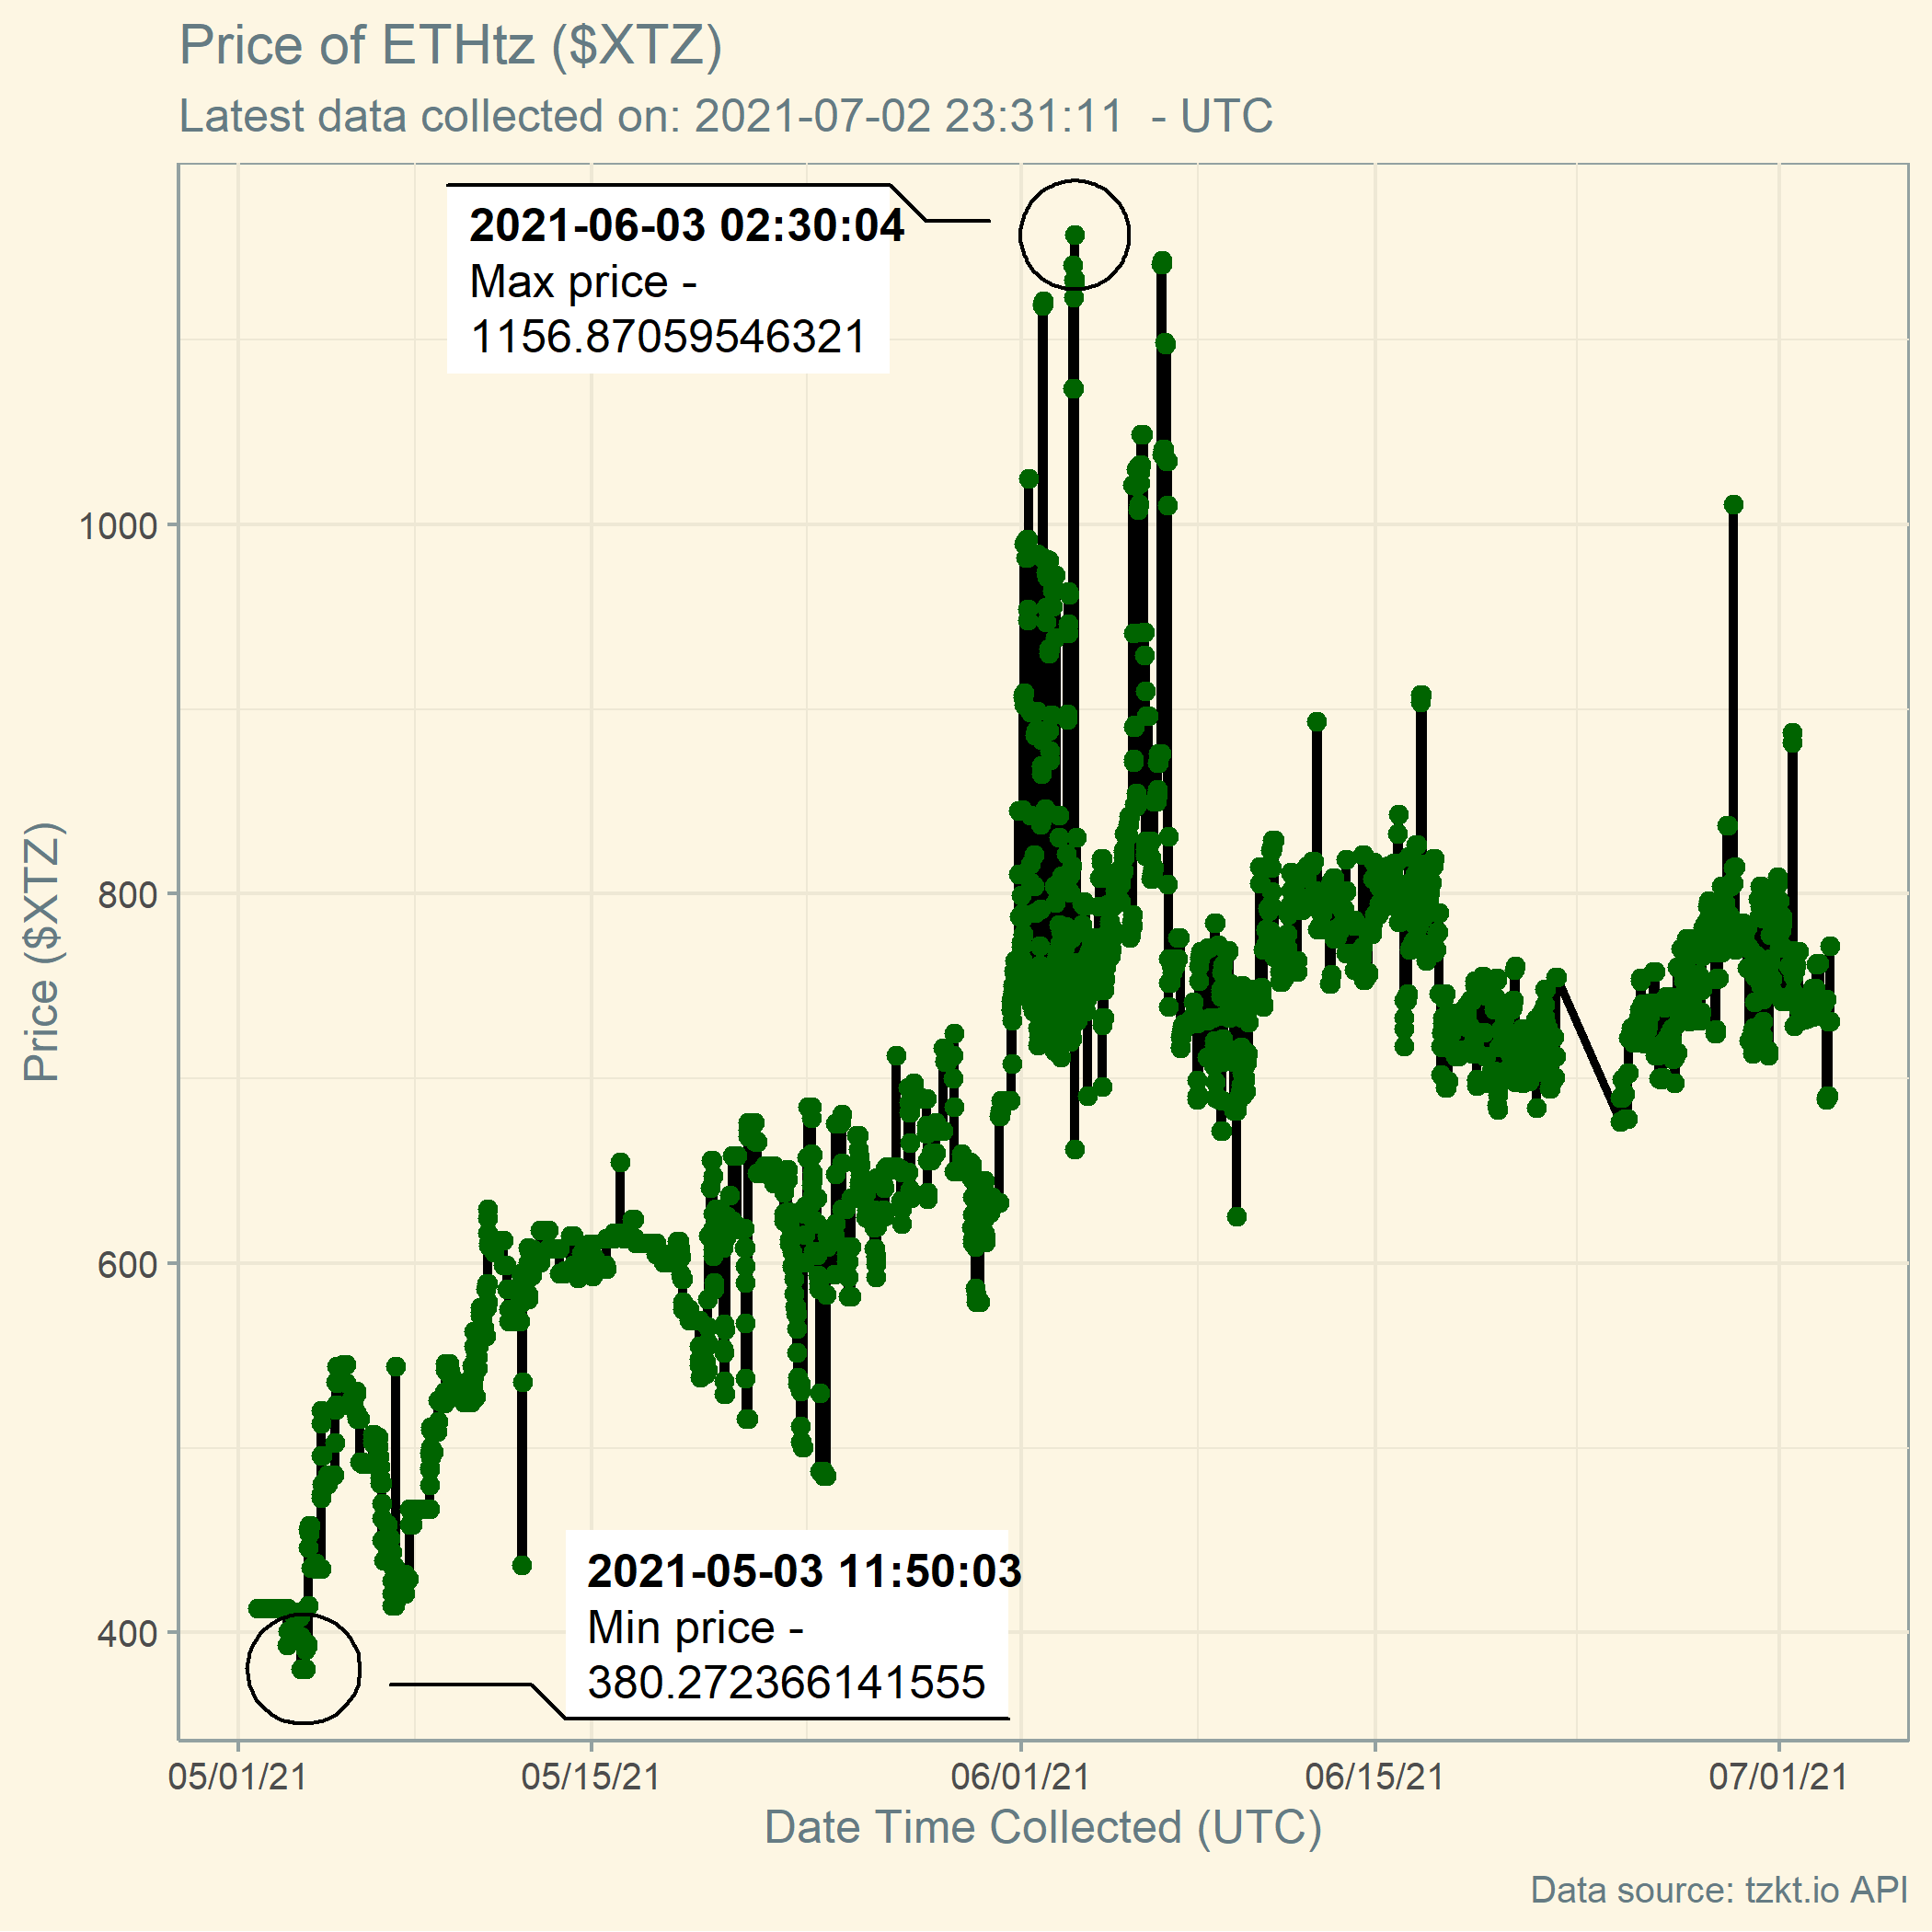 Price of ETHtz ($XTZ)
Latest data collected on: 2021-07-02 23:31:11  - UTC
2021-06-03 02:30:04
Max price -
1156.87059546321
1000
800
600
400
Price ($XTZ)
2021-05-03 11:50:03
Min price -
380.272366141555
05/01/21
05/15/21
06/01/21
06/15/21
07/01/21
Date Time Collected (UTC)
Data source: tzkt.io API